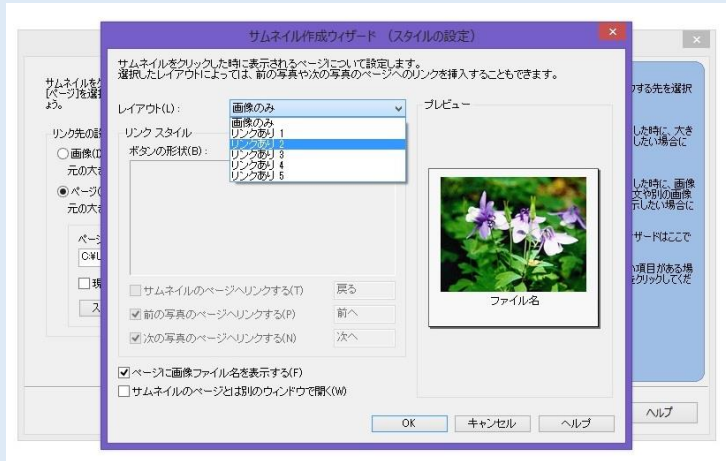 サムネイル作成ウィザード （スタイルの設定）
サムネイルをクリックした時に表示されるページについて設定します。
選択したレイアウトによっては、前の写真や次の写真のページへのリンクを挿入することもできます。
レイアウト(L):
画像のみ
画像のみ
リンクあり 1
リンクあり 2
リンクあり 3
リンクあり 4
リンクあり 5
リンク スタイル
ボタンの形状(B):
サムネイルのページへリンクする(T)
戻る
前の写真のページへリンクする(P)
前へ
次の写真のページへリンクする(N)
次へ
ページに画像ファイル名を表示する(F)
サムネイルのページとは別のウィンドウで開く(W)
プレビュー
ファイル名
OK
キャンセル
ヘルプ
サムネイルを
[ページ]を選
よう。
リンク先の設
画像(
元の大
ページ(
元の大
ページ
C:¥L
現
ス
する先を選択
した時に、大き
したい場合に
した時に、画像
文や別の画像
示したい場合に
ザードはここで
い項目がある場
をクリックしてくだ
ヘルプ